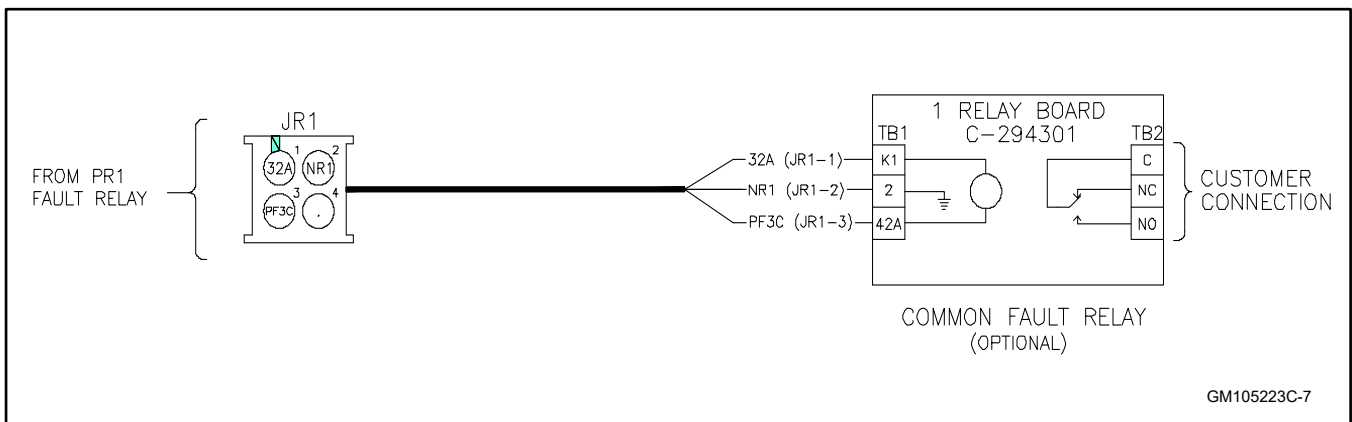 FROM PR1
FAULT RELAY
JR1
1
2
32A
NR1
3
4
PF3C
.
32A (JR1-1)
NR1 (JR1-2)
PF3C (JR1-3)
1 RELAY BOARD
C-294301
TB1
TB2
K1
2
42A
C
NC
NO
CUSTOMER
CONNECTION
COMMON FAULT RELAY
(OPTIONAL)
GM105223C-7